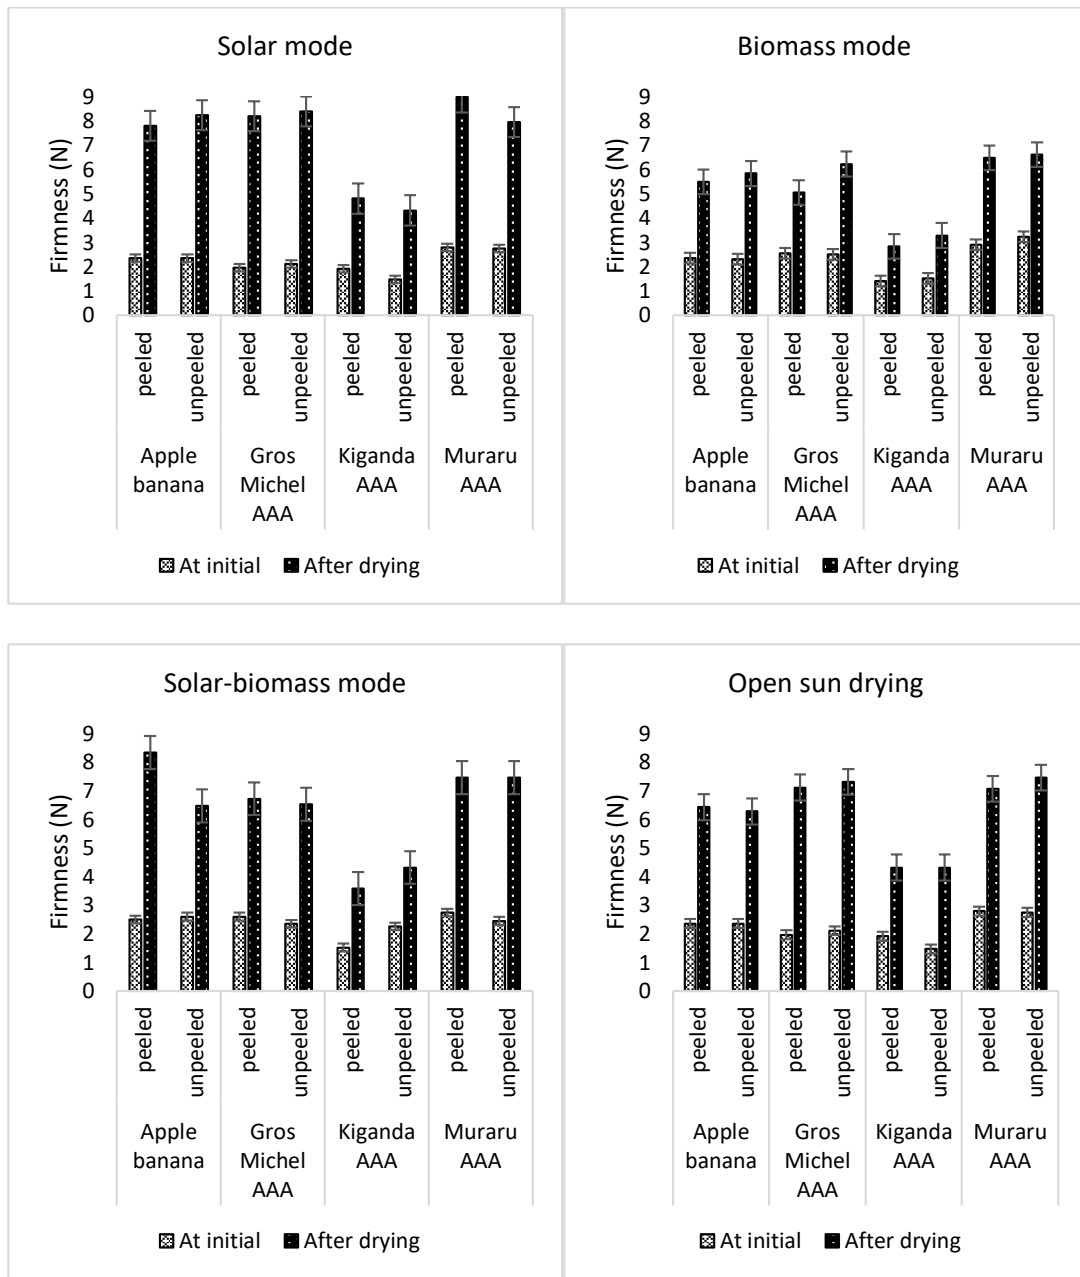 Solar mode
Firmness (N)
9
8
7
6
5
4
3
2
1
0
peeled
unpeeled
peeled
unpeeled
peeled
unpeeled
peeled
unpeeled
Apple
banana
Gros
Michel
AAA
Kiganda
AAA
Muraru
AAA
At initial
After drying
Biomass mode
Firmness (N)
9
8
7
6
5
4
3
2
1
0
peeled
unpeeled
peeled
unpeeled
peeled
unpeeled
peeled
unpeeled
Apple
banana
Gros
Michel
AAA
Kiganda
AAA
Muraru
AAA
At initial
After drying
Solar-biomass mode
Firmness (N)
9
8
7
6
5
4
3
2
1
0
peeled
unpeeled
peeled
unpeeled
peeled
unpeeled
peeled
unpeeled
Apple
banana
Gros
Michel
AAA
Kiganda
AAA
Muraru
AAA
At initial
After drying
Open sun drying
Firmness (N)
9
8
7
6
5
4
3
2
1
0
peeled
unpeeled
peeled
unpeeled
peeled
unpeeled
peeled
unpeeled
Apple
banana
Gros
Michel
AAA
Kiganda
AAA
Muraru
AAA
At initial
After drying